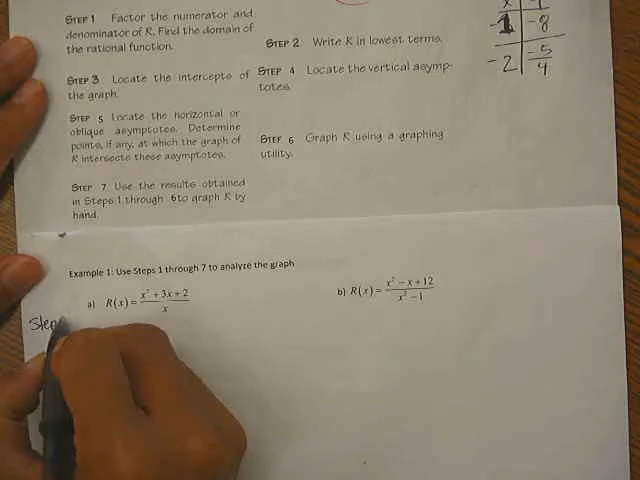 STEP 1 Factor the numerator and
denominator of R. Find the domain of
the rational function.
STEP 2 Write R in lowest terms.
STEP 3 Locate the intercepts of
the graph.
STEP 4 Locate the vertical asymp-
totes.
STEP 5 Locate the horizontal or
oblique asymptotes. Determine
points, if any, at which the graph of
R intersects these asymptotes.
STEP 6 Graph R using a graphing
utility.
STEP 7 Use the results obtained
in Steps 1 through 6 to graph R by
hand.
x
-1 | -8
-2 | -5/4
Example 1: Use Steps 1 through 7 to analyze the graph
a) R(x) = (x² + 3x + 2)/x
b) R(x) = (x² − x + 12)/(x² − 1)
Step